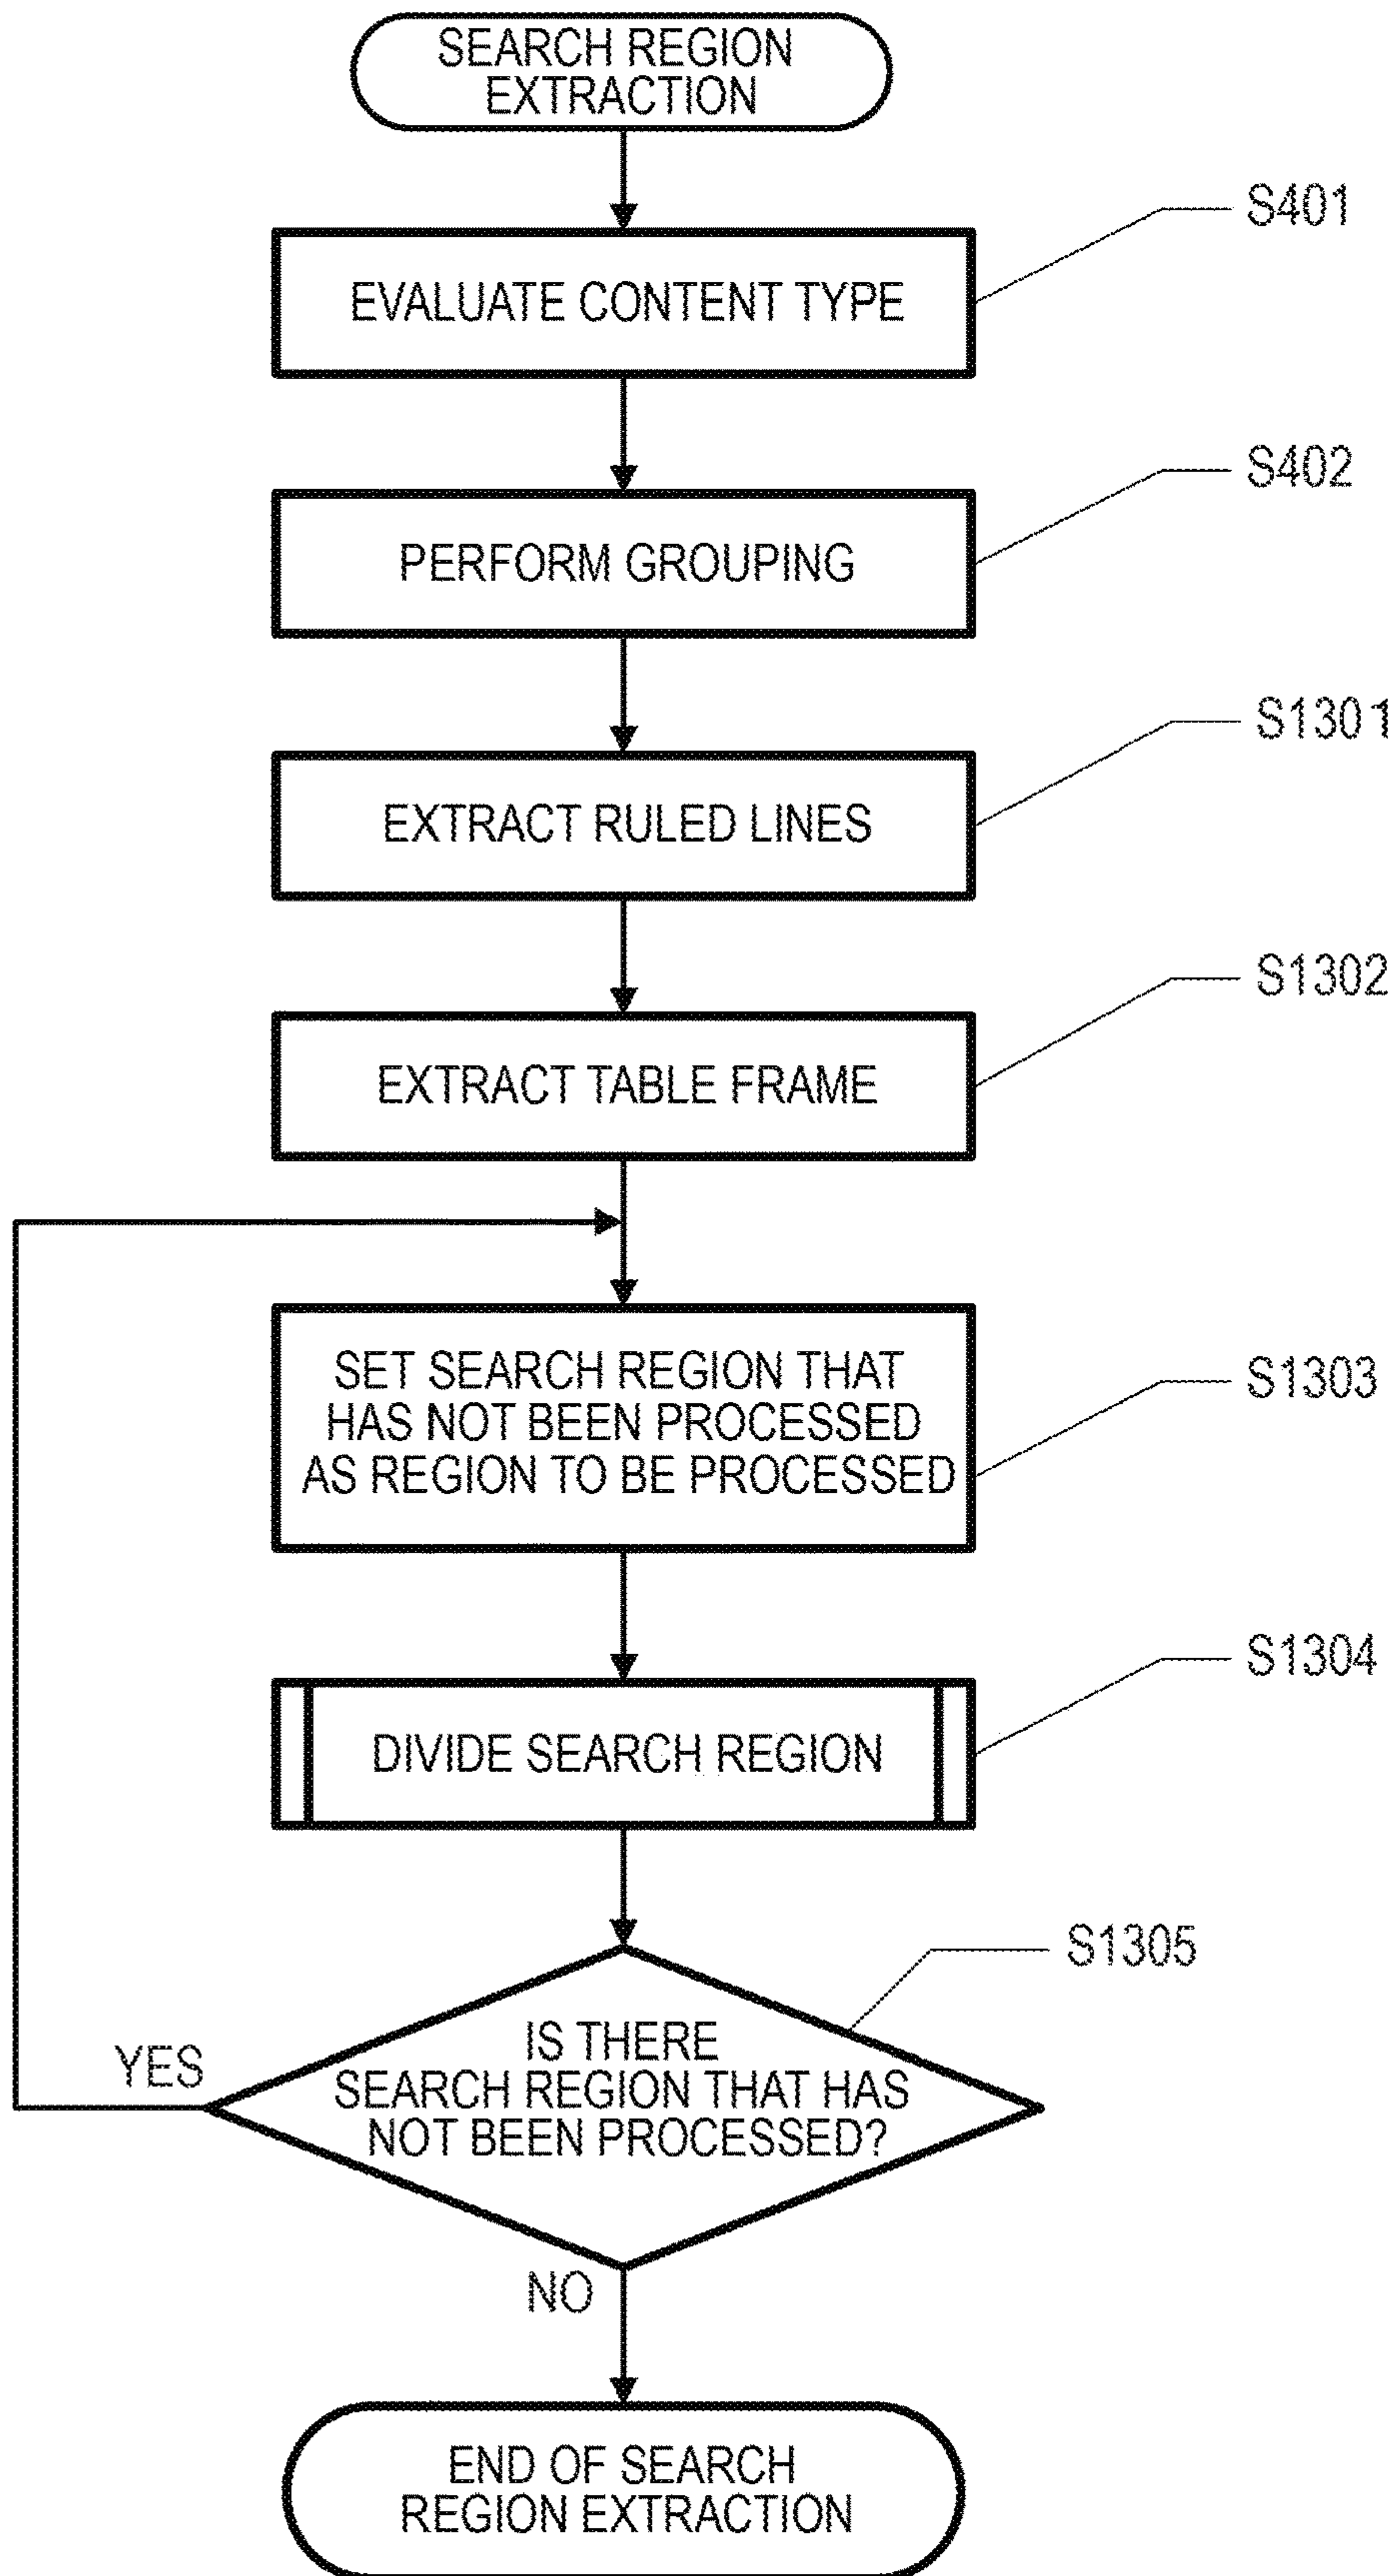 SEARCH REGION
EXTRACTION
S401
EVALUATE CONTENT TYPE
S402
PERFORM GROUPING
S1301
EXTRACT RULED LINES
S1302
EXTRACT TABLE FRAME
SET SEARCH REGION THAT
HAS NOT BEEN PROCESSED
AS REGION TO BE PROCESSED
S1303
S1304
DIVIDE SEARCH REGION
S1305
IS THERE
SEARCH REGION THAT HAS
NOT BEEN PROCESSED?
YES
NO
END OF SEARCH
REGION EXTRACTION